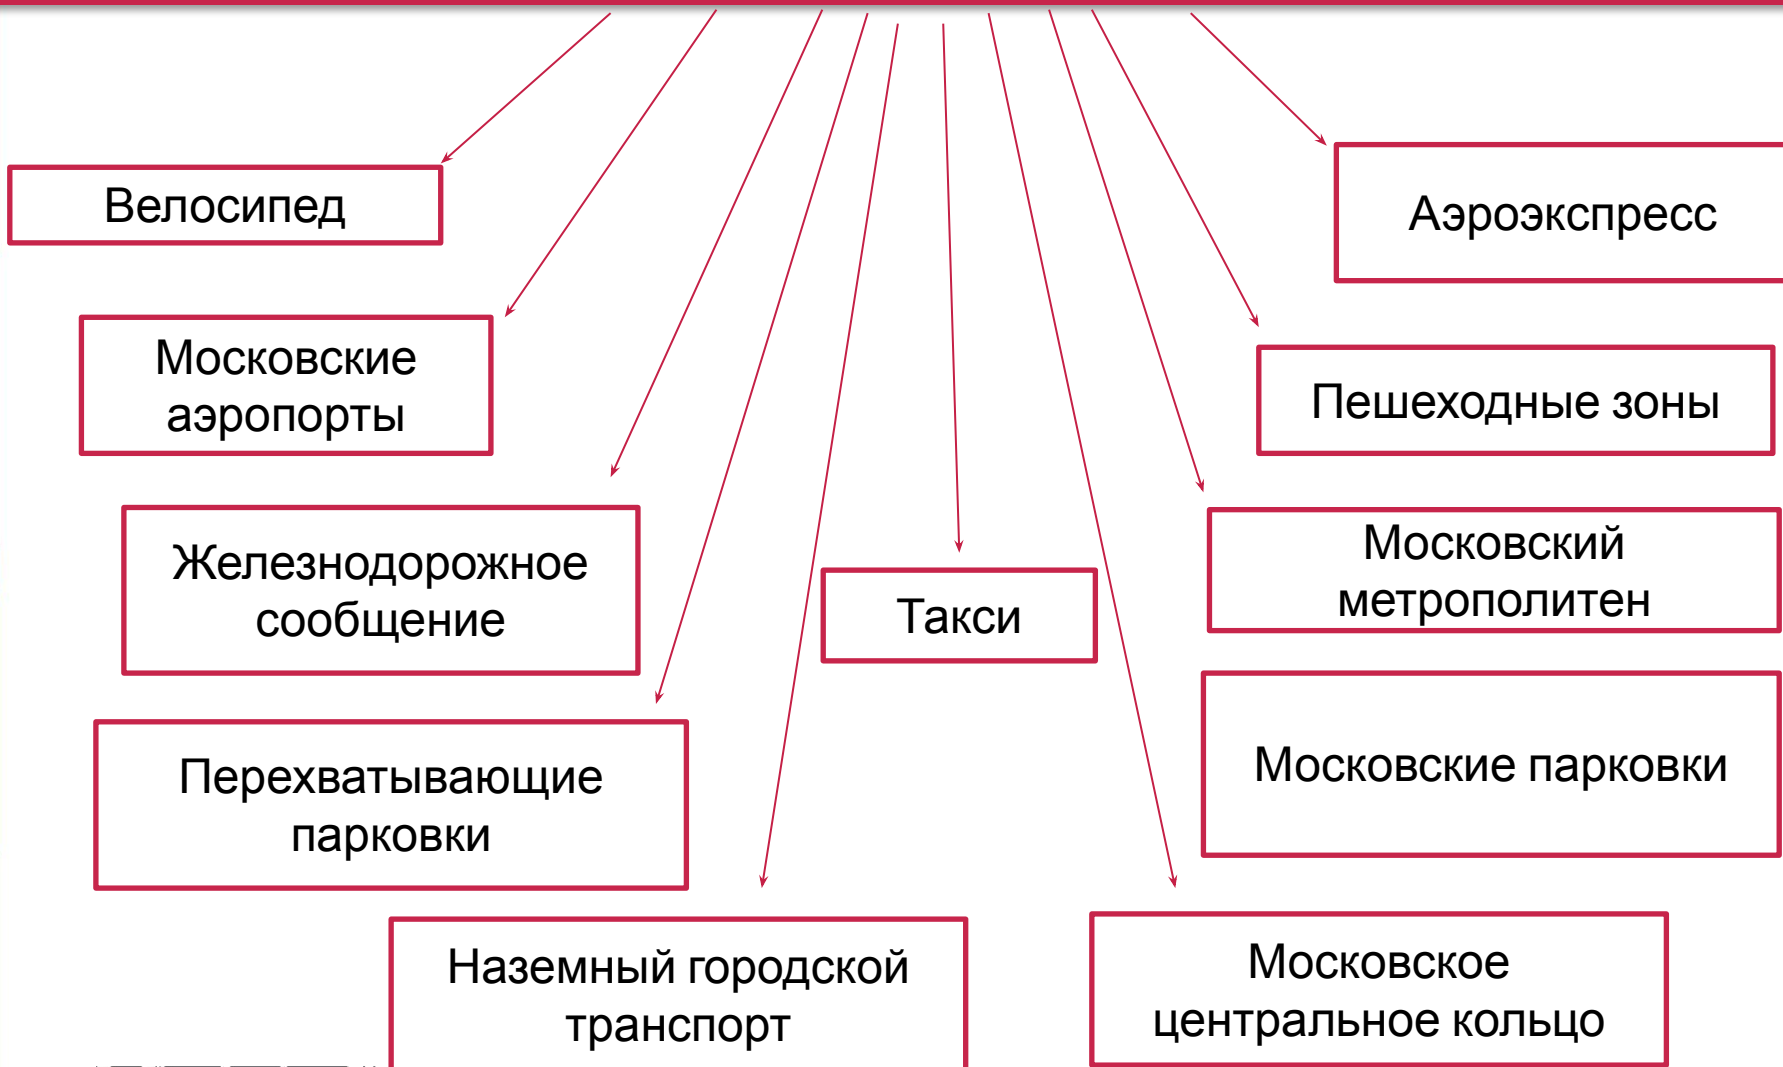 Велосипед
Аэроэкспресс
Московские
аэропорты
Пешеходные зоны
Железнодорожное
сообщение
Такси
Московский
метрополитен
Перехватывающие
парковки
Московские парковки
Наземный городской
транспорт
Московское
центральное кольцо